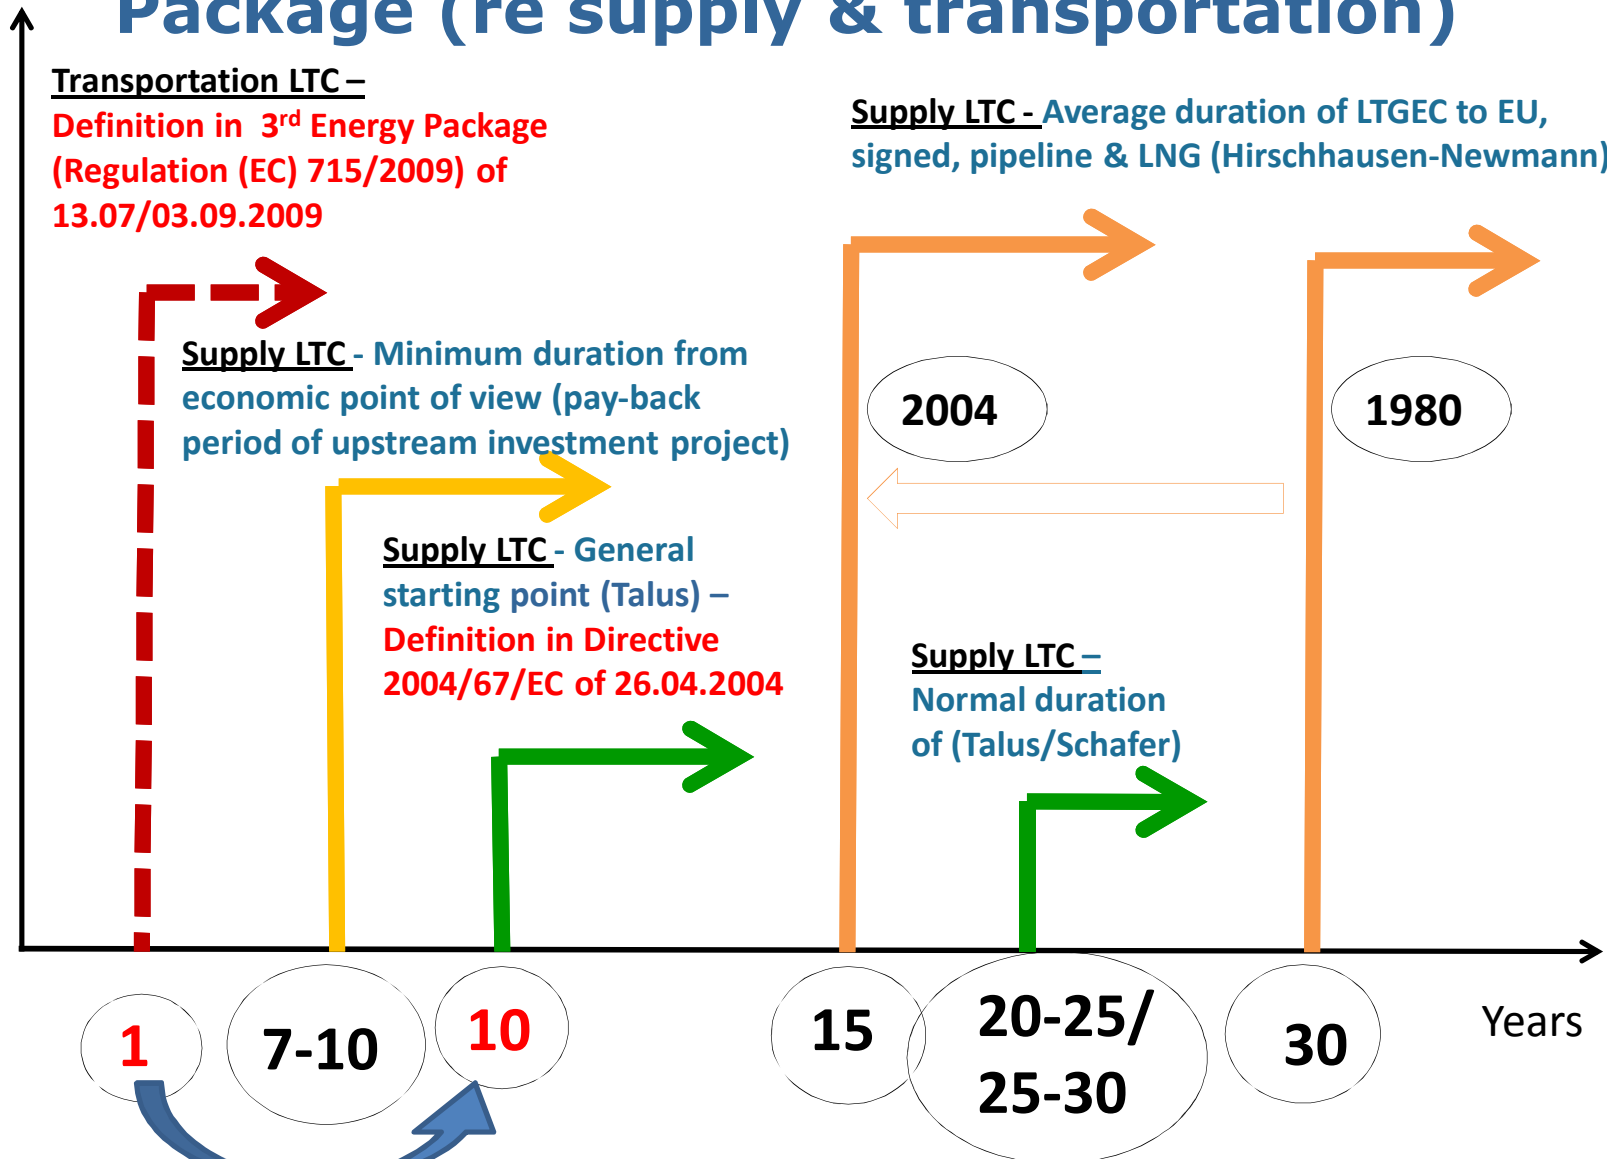 Package (re supply & transportation)
Transportation LTC –
Definition in 3rd Energy Package
(Regulation (EC) 715/2009) of
13.07/03.09.2009
Supply LTC - Average duration of LTGEC to EU,
signed, pipeline & LNG (Hirschhausen-Newmann)
Supply LTC - Minimum duration from
economic point of view (pay-back
period of upstream investment project)
2004
1980
Supply LTC - General
starting point (Talus) –
Definition in Directive
2004/67/EC of 26.04.2004
Supply LTC –
Normal duration
of (Talus/Schafer)
1
7-10
10
15
20-25/
25-30
30
Years